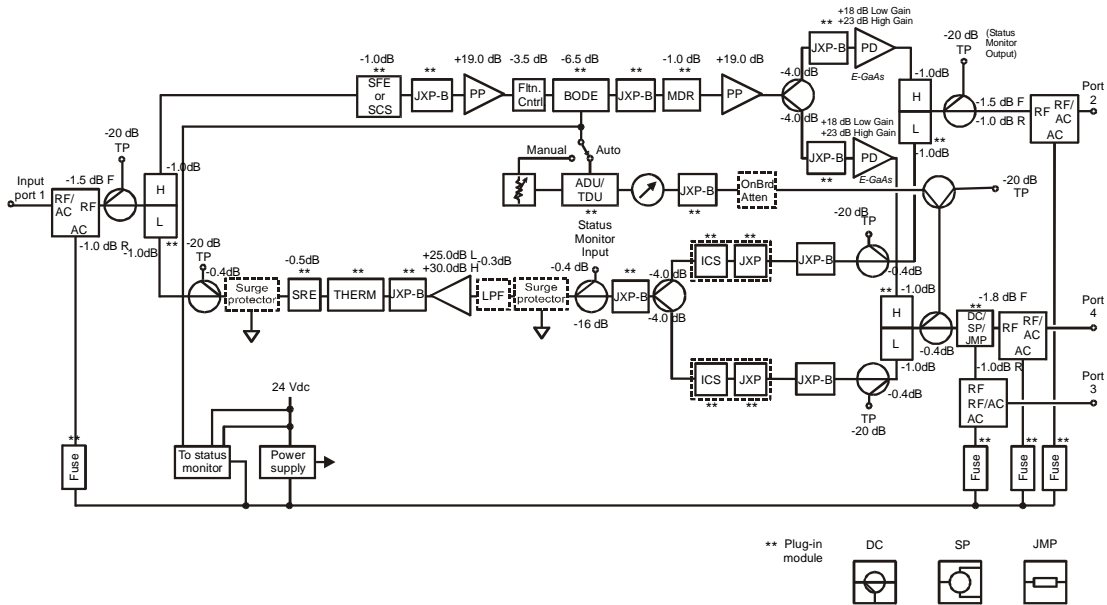 +18 dB Low Gain
+23 dB High Gain
-20 dB
TP
(Status
Monitor
Output)
**
JXP-B
PD
E-GaAs
-1.0dB
**
SFE
or
SCS
**
JXP-B
+19.0 dB
PP
-3.5 dB
Fltn.
Cntrl
-6.5 dB
**
BODE
**
JXP-B
-1.0 dB
**
MDR
+19.0 dB
PP
-4.0 dB
-4.0 dB
-1.0dB
H
L
**
-1.0dB
-1.5 dB F
-1.0 dB R
RF
RF/
AC
AC
Port
2
+18 dB Low Gain
+23 dB High Gain
JXP-B
**
PD
E-GaAs
-20 dB
TP
Input
port 1
-1.5 dB F
RF/
AC
RF
AC
-1.0 dB R
-1.0dB
H
L
**
-1.0dB
Manual
Auto
ADU/
TDU
**
Status
Monitor
Input
JXP-B
**
OnBrd
Atten
-20 dB
TP
-20 dB
TP
-0.4dB
Surge
protector
-0.5dB
**
SRE
**
THERM
**
JXP-B
+25.0dB L
+30.0dB H
-0.3dB
LPF
Surge
protector
-0.4 dB
-16 dB
**
JXP-B
-4.0dB
-4.0dB
**
ICS
**
JXP
JXP-B
-20 dB
TP
-0.4dB
**
-1.0dB
H
L
-1.0dB
-0.4dB
-1.8 dB F
**
DC/
SP/
JMP
RF
RF/
AC
AC
Port
4
-1.0dB R
ICS
**
JXP
**
JXP-B
-0.4dB
TP
-20 dB
RF
RF/AC
AC
Port
3
24 Vdc
**
Fuse
To status
monitor
Power
supply
**
Fuse
**
Fuse
**
Fuse
** Plug-in
module
DC
SP
JMP